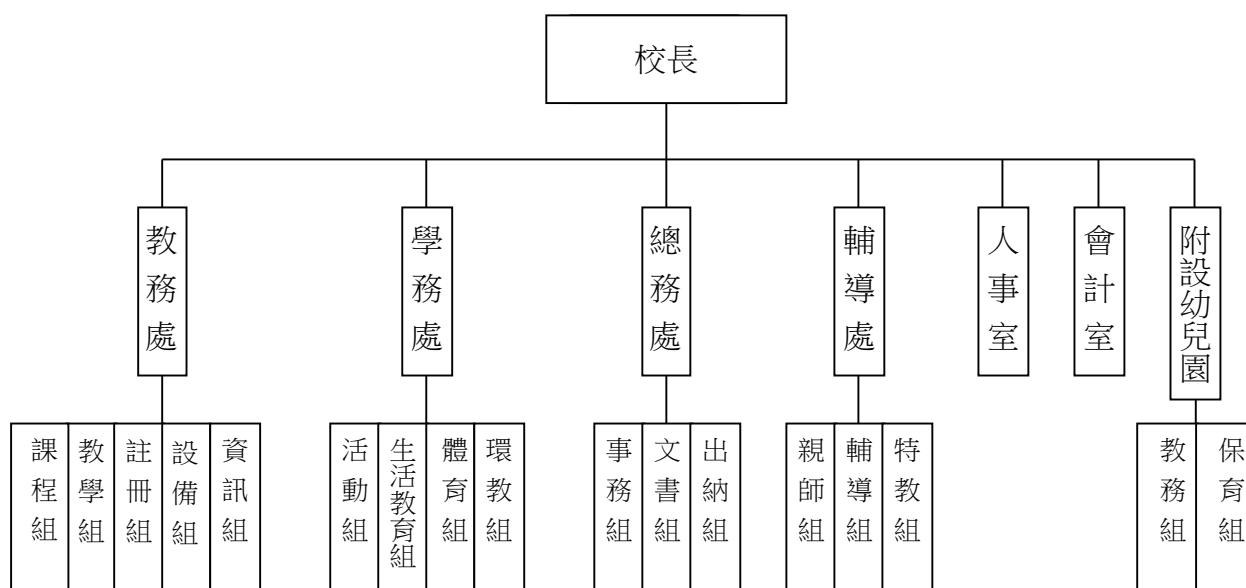 校長
教務處
學務處
總務處
輔導處
人事室
會計室
附設幼兒園
課程組
教學組
註冊組
設備組
資訊組
活動組
生活教育組
體育組
環教組
事務組
文書組
出納組
親師組
輔導組
特教組
教務組
保育組